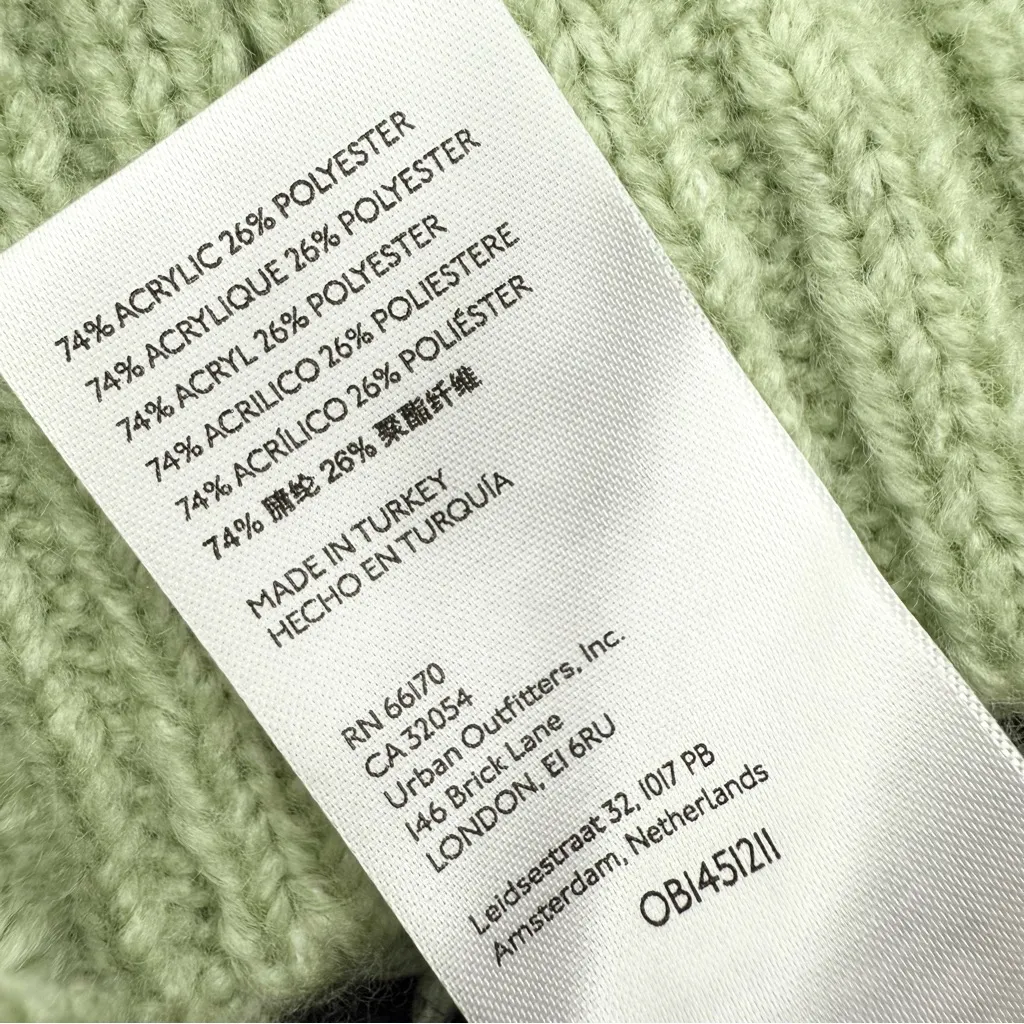 74% ACRYLIC 26% POLYESTER
74% ACRYLIQUE 26% POLYESTER
74% ACRYL 26% POLYESTER
74% ACRILICO 26% POLIESTERE
74% ACRÍLICO 26% POLIÉSTER
74% 腈纶 26% 聚酯纤维
MADE IN TURKEY
HECHO EN TURQUÍA
RN 66170
CA 32054
Urban Outfitters, Inc.
146 Brick Lane
LONDON, E1 6RU
Leidsestraat 32, 1017 PB
Amsterdam, Netherlands
OB1451211